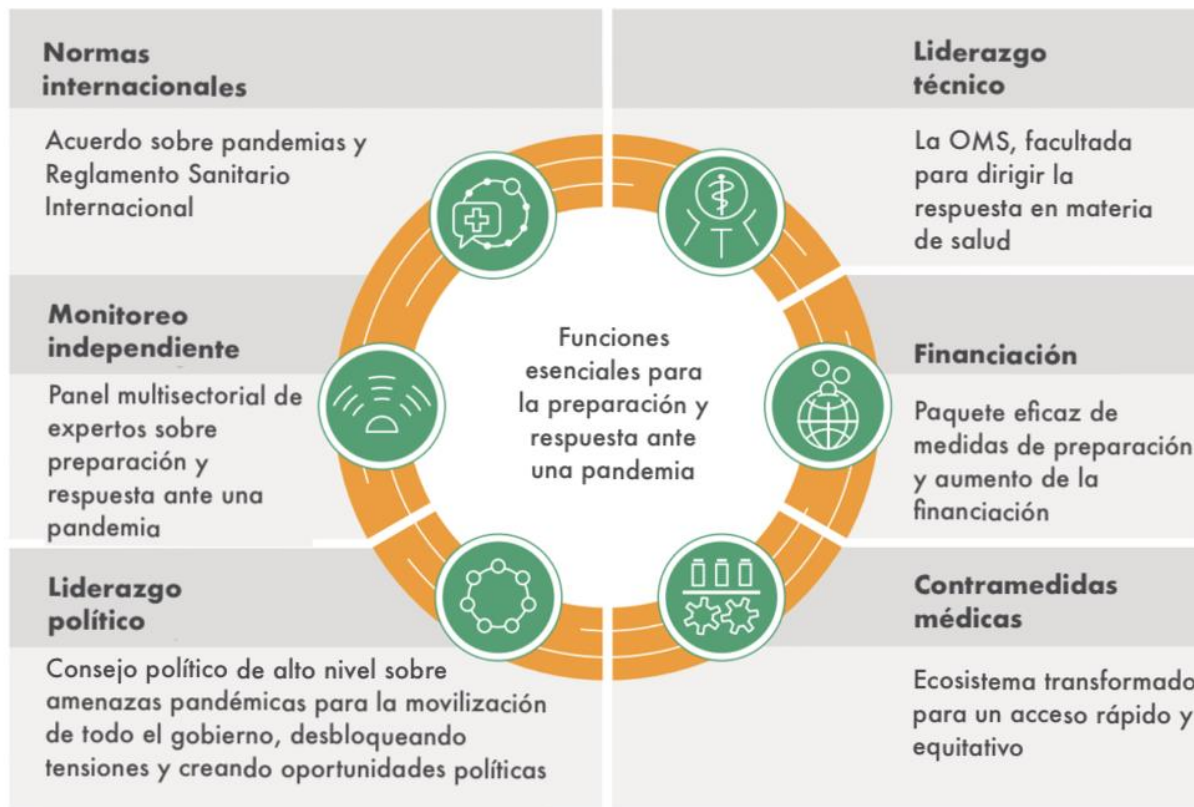 Normas
internacionales
Acuerdo sobre pandemias y
Reglamento Sanitario
Internacional
Liderazgo
técnico
La OMS, facultada
para dirigir la
respuesta en materia
de salud
Monitoreo
independiente
Panel multisectorial de
expertos sobre
preparación y
respuesta ante una
pandemia
Funciones
esenciales para
la preparación y
respuesta ante
una pandemia
Financiación
Paquete eficaz de
medidas de preparación
y aumento de la
financiación
Liderazgo
político
Consejo político de alto nivel sobre
amenazas pandémicas para la movilización
de todo el gobierno, desbloqueando
tensiones y creando oportunidades políticas
Contramedidas
médicas
Ecosistema transformado
para un acceso rápido y
equitativo